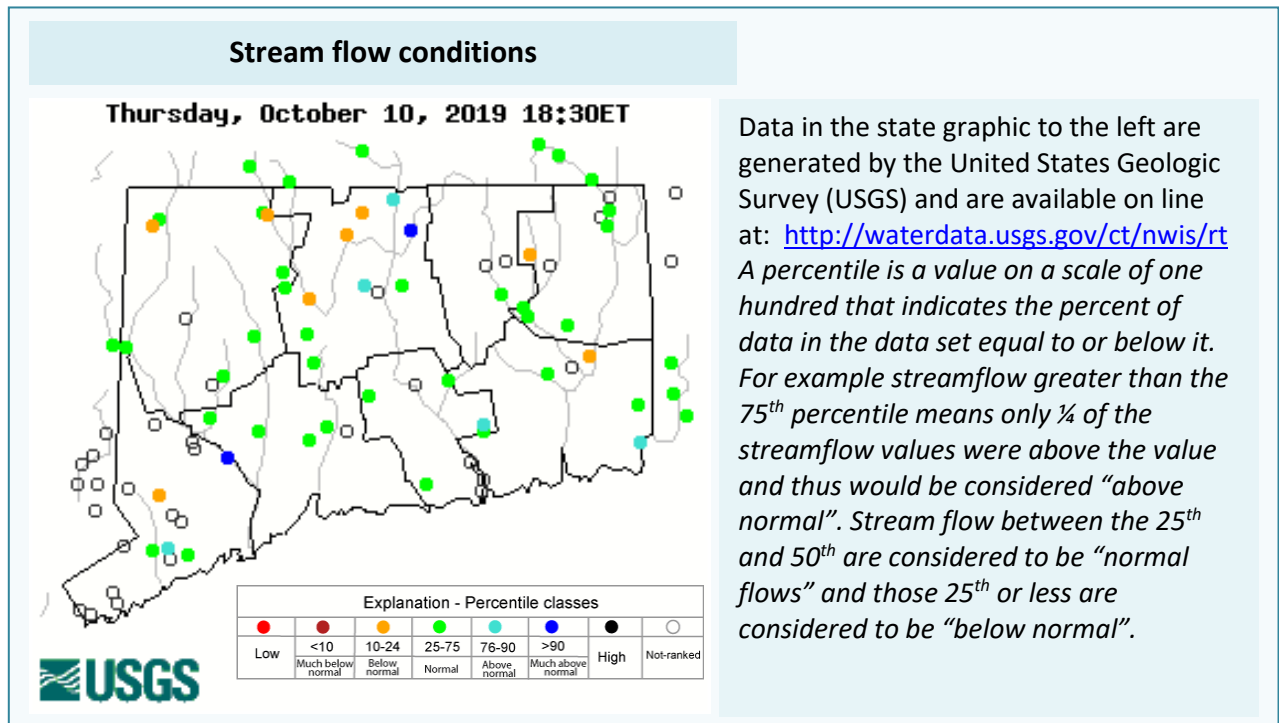 Stream flow conditions
Thursday, October 10, 2019 18:30ET
Data in the state graphic to the left are
generated by the United States Geologic
Survey (USGS) and are available on line
at: http://waterdata.usgs.gov/ct/nwis/rt
A percentile is a value on a scale of one
hundred that indicates the percent of
data in the data set equal to or below it.
For example streamflow greater than the
75th percentile means only ¼ of the
streamflow values were above the value
and thus would be considered “above
normal”. Stream flow between the 25th
and 50th are considered to be “normal
flows” and those 25th or less are
considered to be “below normal”.
Explanation - Percentile classes
Low <10 10-24 25-75 76-90 >90 High Not-ranked
Much below normal Below normal Normal Above normal Much above normal
USGS